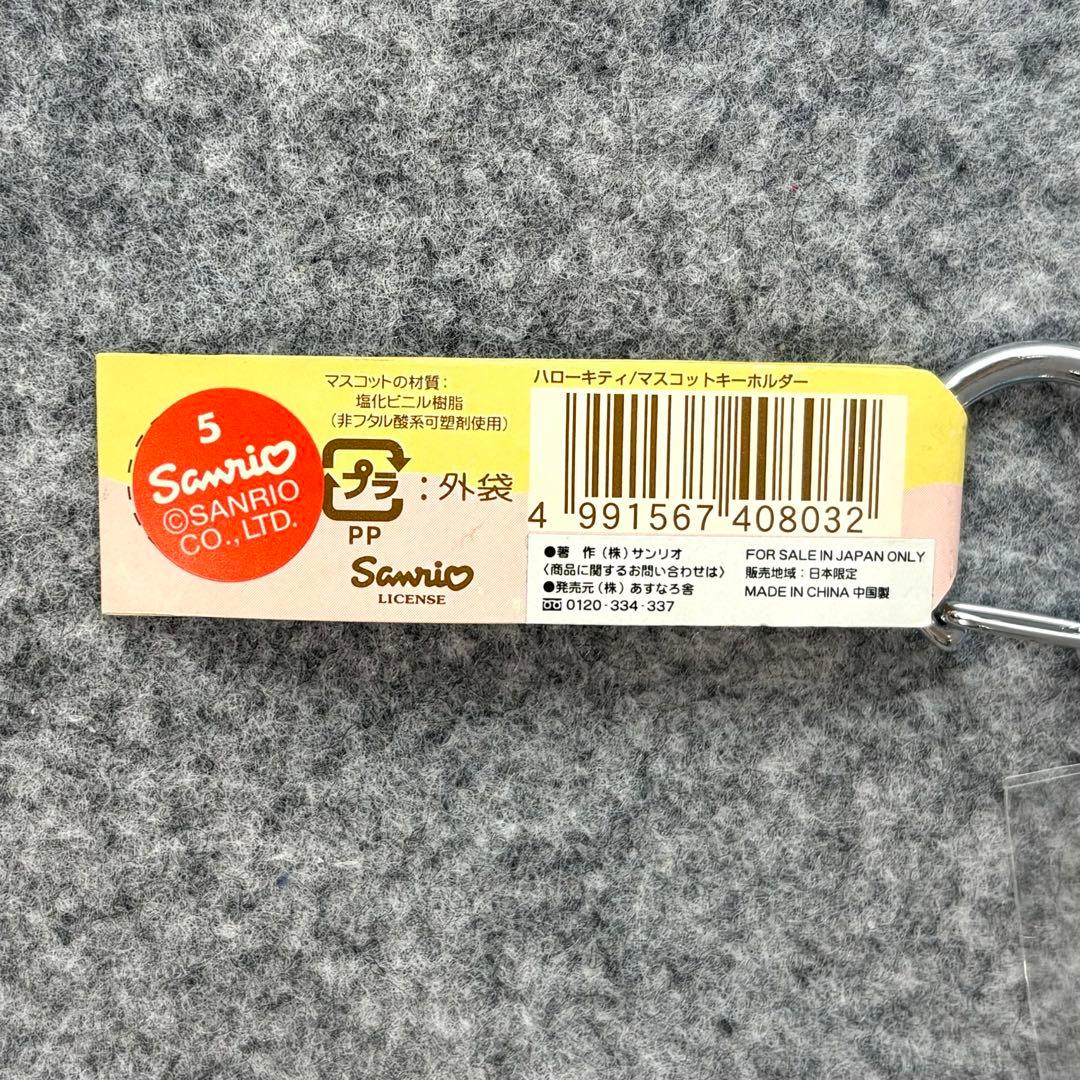 5
Sanrio
©SANRIO
CO., LTD.
マスコットの材質:
塩化ビニル樹脂
(非フタル酸系可塑剤使用)
プラ:外袋
PP
Sanrio
LICENSE
ハローキティ/マスコットキーホルダー
4 991567 408032
●著 作 (株)サンリオ
〈商品に関するお問い合わせは〉
●発売元(株)あすなろ舎
0120-334-337
FOR SALE IN JAPAN ONLY
販売地域:日本限定
MADE IN CHINA 中国製